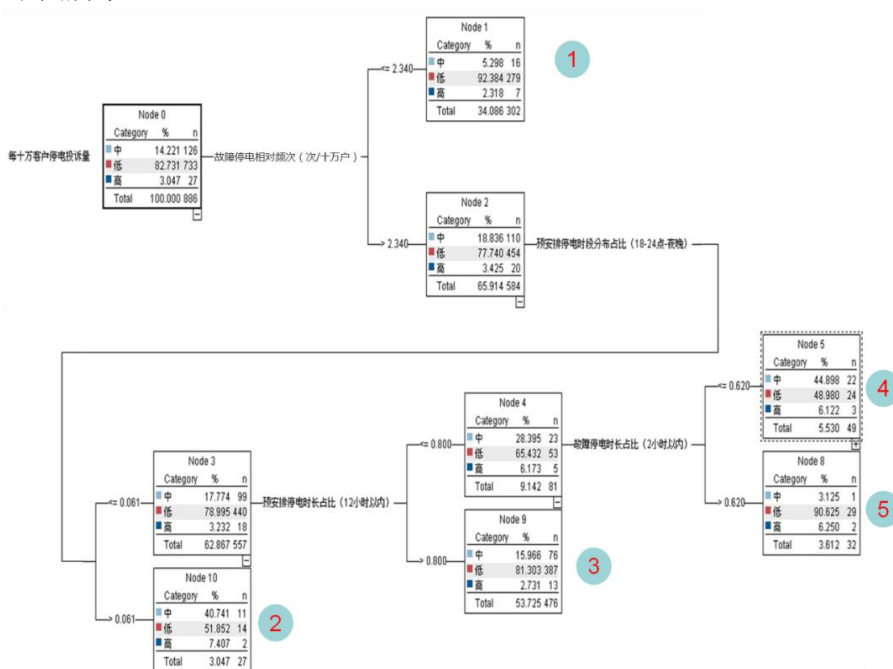 Node 1
Category % n
中 5.298 16
低 92.384 279
高 2.318 7
Total 34.086 302
1
<= 2.340
Node 0
Category % n
中 14.221 126
低 82.731 733
高 3.047 27
Total 100.000 886
每十万客户停电投诉量
故障停电相对频次（次/十万户）
> 2.340
Node 2
Category % n
中 18.836 110
低 77.740 454
高 3.425 20
Total 65.914 584
预安排停电时段分布占比（18-24点-夜晚）
Node 5
Category % n
中 44.898 22
低 48.980 24
高 6.122 3
Total 5.530 49
4
<= 0.620
Node 4
Category % n
中 28.395 23
低 65.432 53
高 6.173 5
Total 9.142 81
<= 0.800
故障停电时长占比（2小时以内）
Node 3
Category % n
中 17.774 99
低 78.995 440
高 3.232 18
Total 62.867 557
<= 0.061
预安排停电时长占比（12小时以内）
Node 8
Category % n
中 3.125 1
低 90.625 29
高 6.250 2
Total 3.612 32
> 0.620
5
Node 9
Category % n
中 15.966 76
低 81.303 387
高 2.731 13
Total 53.725 476
> 0.800
3
Node 10
Category % n
中 40.741 11
低 51.852 14
高 7.407 2
Total 3.047 27
> 0.061
2